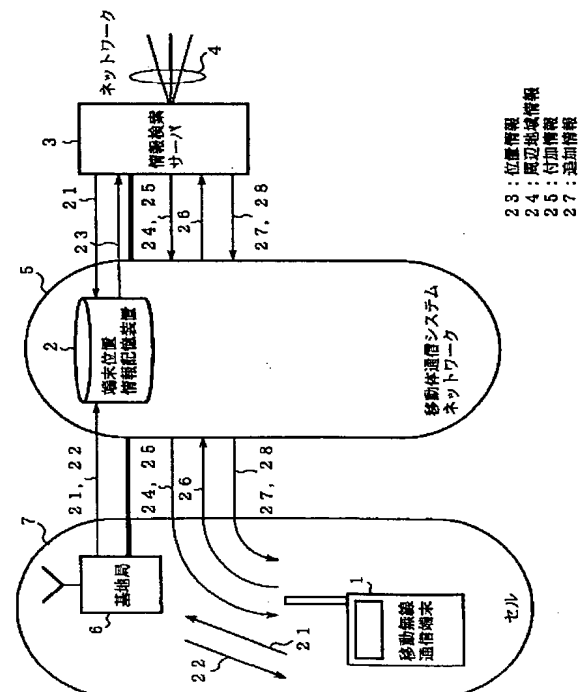 ネットワーク
4
3
情報検索
サーバ
21
23
24, 25
26
27, 28
5
2
端末位置
情報記憶装置
移動体通信システム
ネットワーク
21, 22
24, 25
26
27, 28
7
基地局
6
22
21
1
移動無線
通信端末
セル
23:位置情報
24:周辺地域情報
25:付加情報
27:追加情報